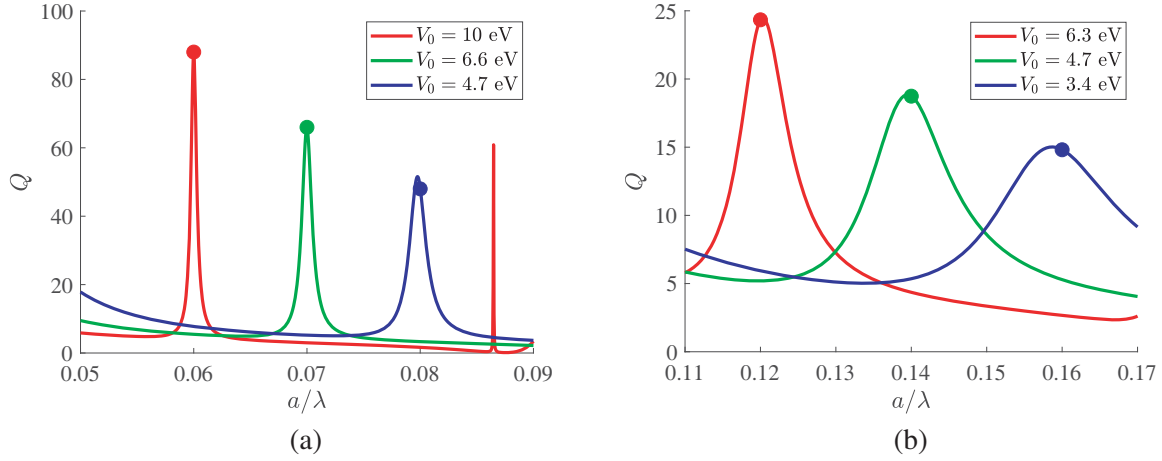 100
80
60
40
20
0
Q
V₀ = 10 eV
V₀ = 6.6 eV
V₀ = 4.7 eV
0.05 0.06 0.07 0.08 0.09
a/λ
(a)
25
20
15
10
5
0
Q
V₀ = 6.3 eV
V₀ = 4.7 eV
V₀ = 3.4 eV
0.11 0.12 0.13 0.14 0.15 0.16 0.17
a/λ
(b)